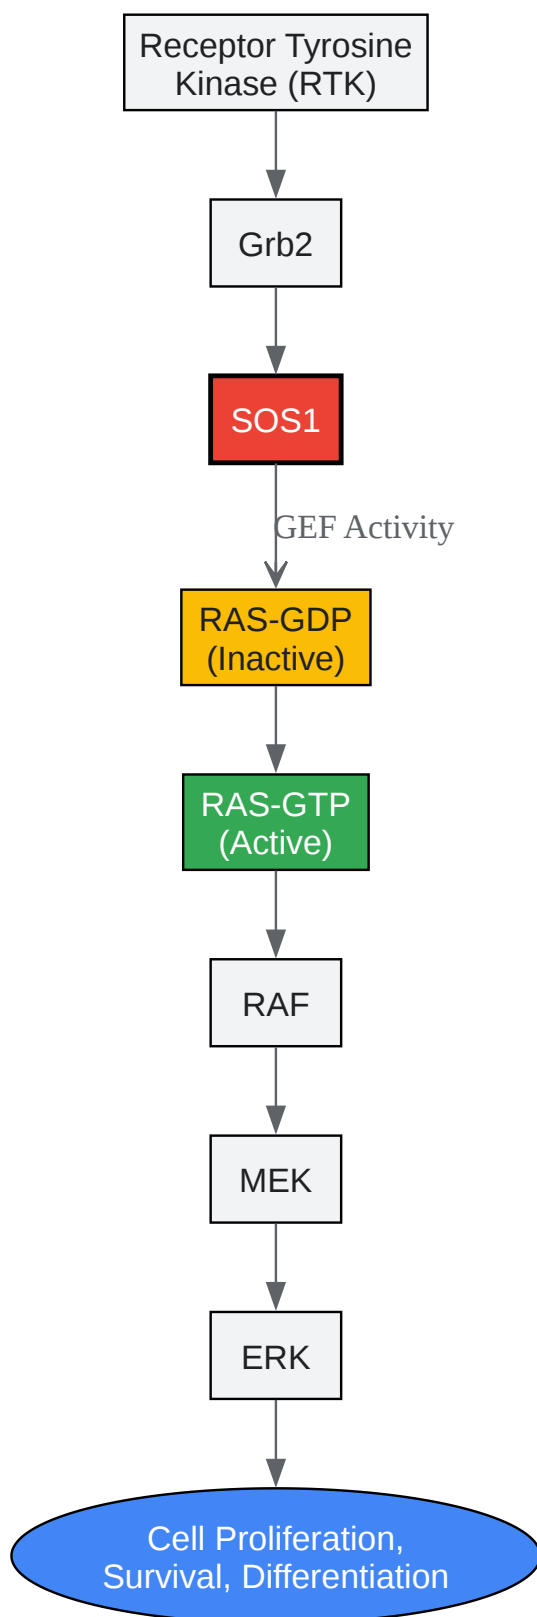 Receptor Tyrosine
Kinase (RTK)
Grb2
SOS1
GEF Activity
RAS-GDP
(Inactive)
RAS-GTP
(Active)
RAF
MEK
ERK
Cell Proliferation,
Survival, Differentiation